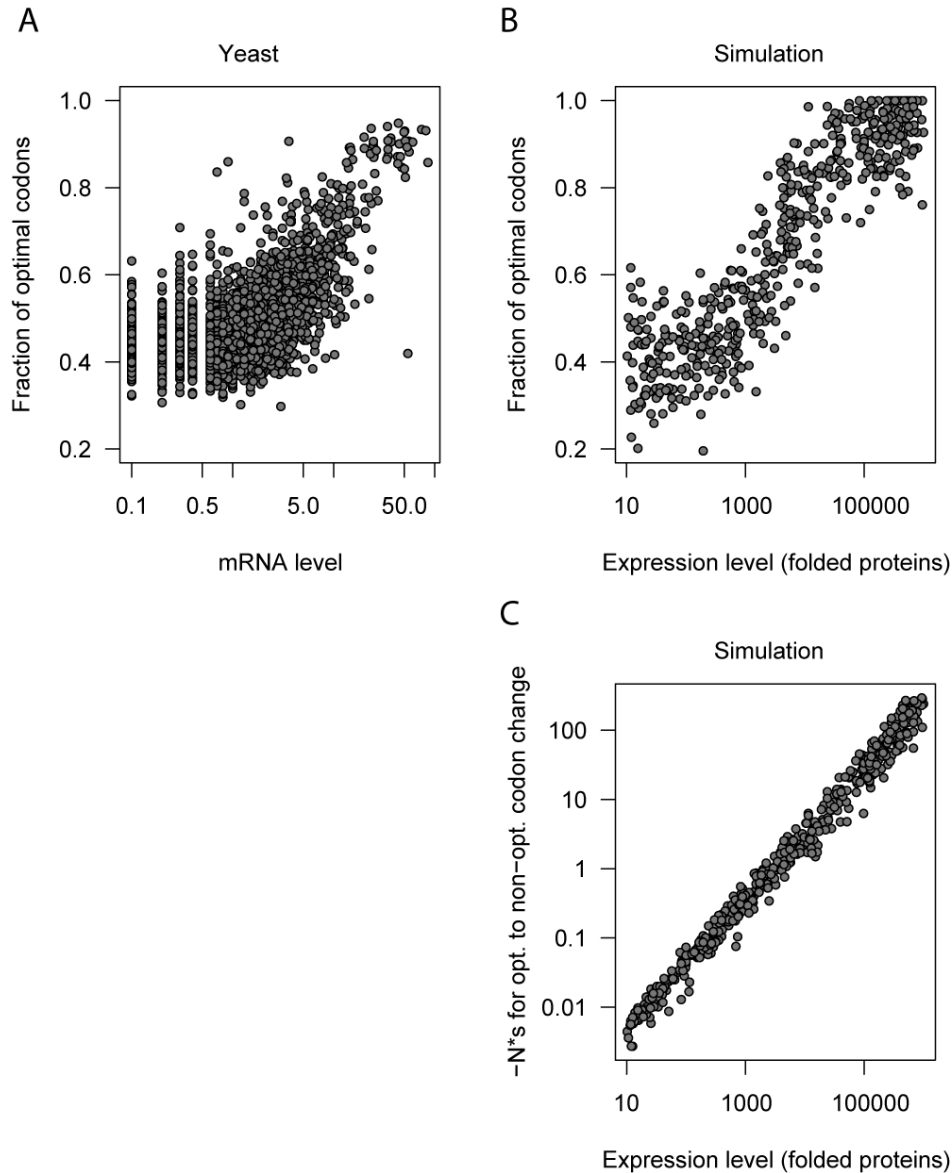 A
Yeast
Fraction of optimal codons
1.0
0.8
0.6
0.4
0.2
0.1 0.5 5.0 50.0
mRNA level
B
Simulation
Fraction of optimal codons
1.0
0.8
0.6
0.4
0.2
10 1000 100000
Expression level (folded proteins)
C
Simulation
−N*s for opt. to non−opt. codon change
100
10
1
0.1
0.01
10 1000 100000
Expression level (folded proteins)